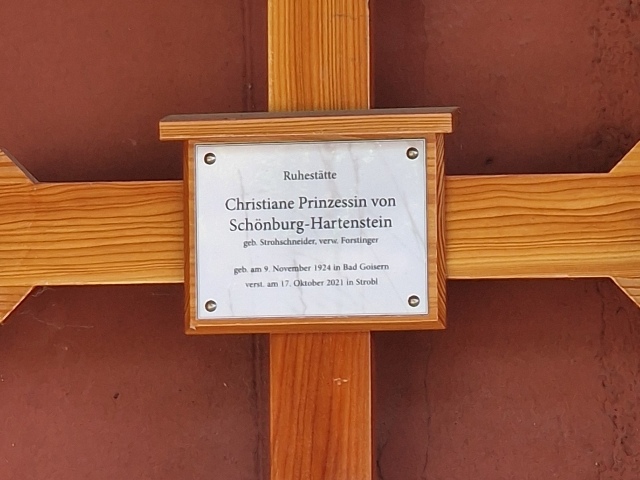 Ruhestätte
Christiane Prinzessin von
Schönburg-Hartenstein
geb. Strohschneider, verw. Forstinger
geb. am 9. November 1924 in Bad Goisern
verst. am 17. Oktober 2021 in Strobl